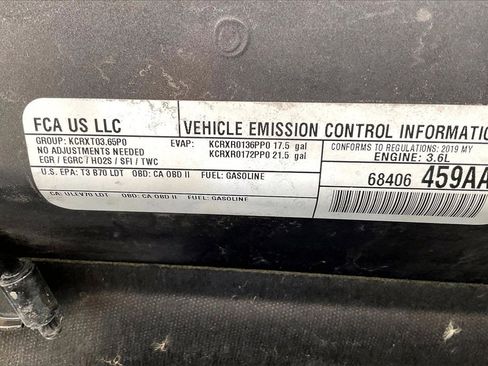 FCA US LLC
VEHICLE EMISSION CONTROL INFORMATION
GROUP: KCRXT03.65P0 EVAP: KCRXR0136PP0 17.5 gal CONFORMS TO REGULATIONS: 2019 MY
NO ADJUSTMENTS NEEDED KCRXR0172PP0 21.5 gal ENGINE: 3.6L
EGR / EGRC / HO2S / SFI / TWC
U.S. EPA: T3 B70 LDT OBD: CA OBD II FUEL: GASOLINE 68406 459AA
CA: ULEV70 LDT OBD: CA OBD II FUEL: GASOLINE